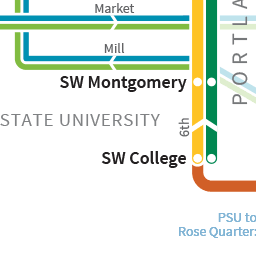 Market
Mill
SW Montgomery
PORTLA
STATE UNIVERSITY
6th
SW College
PSU to
Rose Quarter: